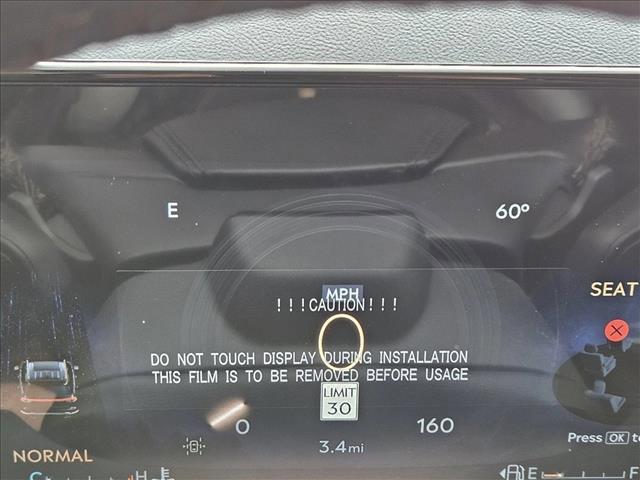 E 60°
MPH
!!!CAUTION!!!
SEAT
DO NOT TOUCH DISPLAY DURING INSTALLATION
THIS FILM IS TO BE REMOVED BEFORE USAGE
LIMIT
30
0 160
3.4mi
Press OK to
NORMAL
C H E F